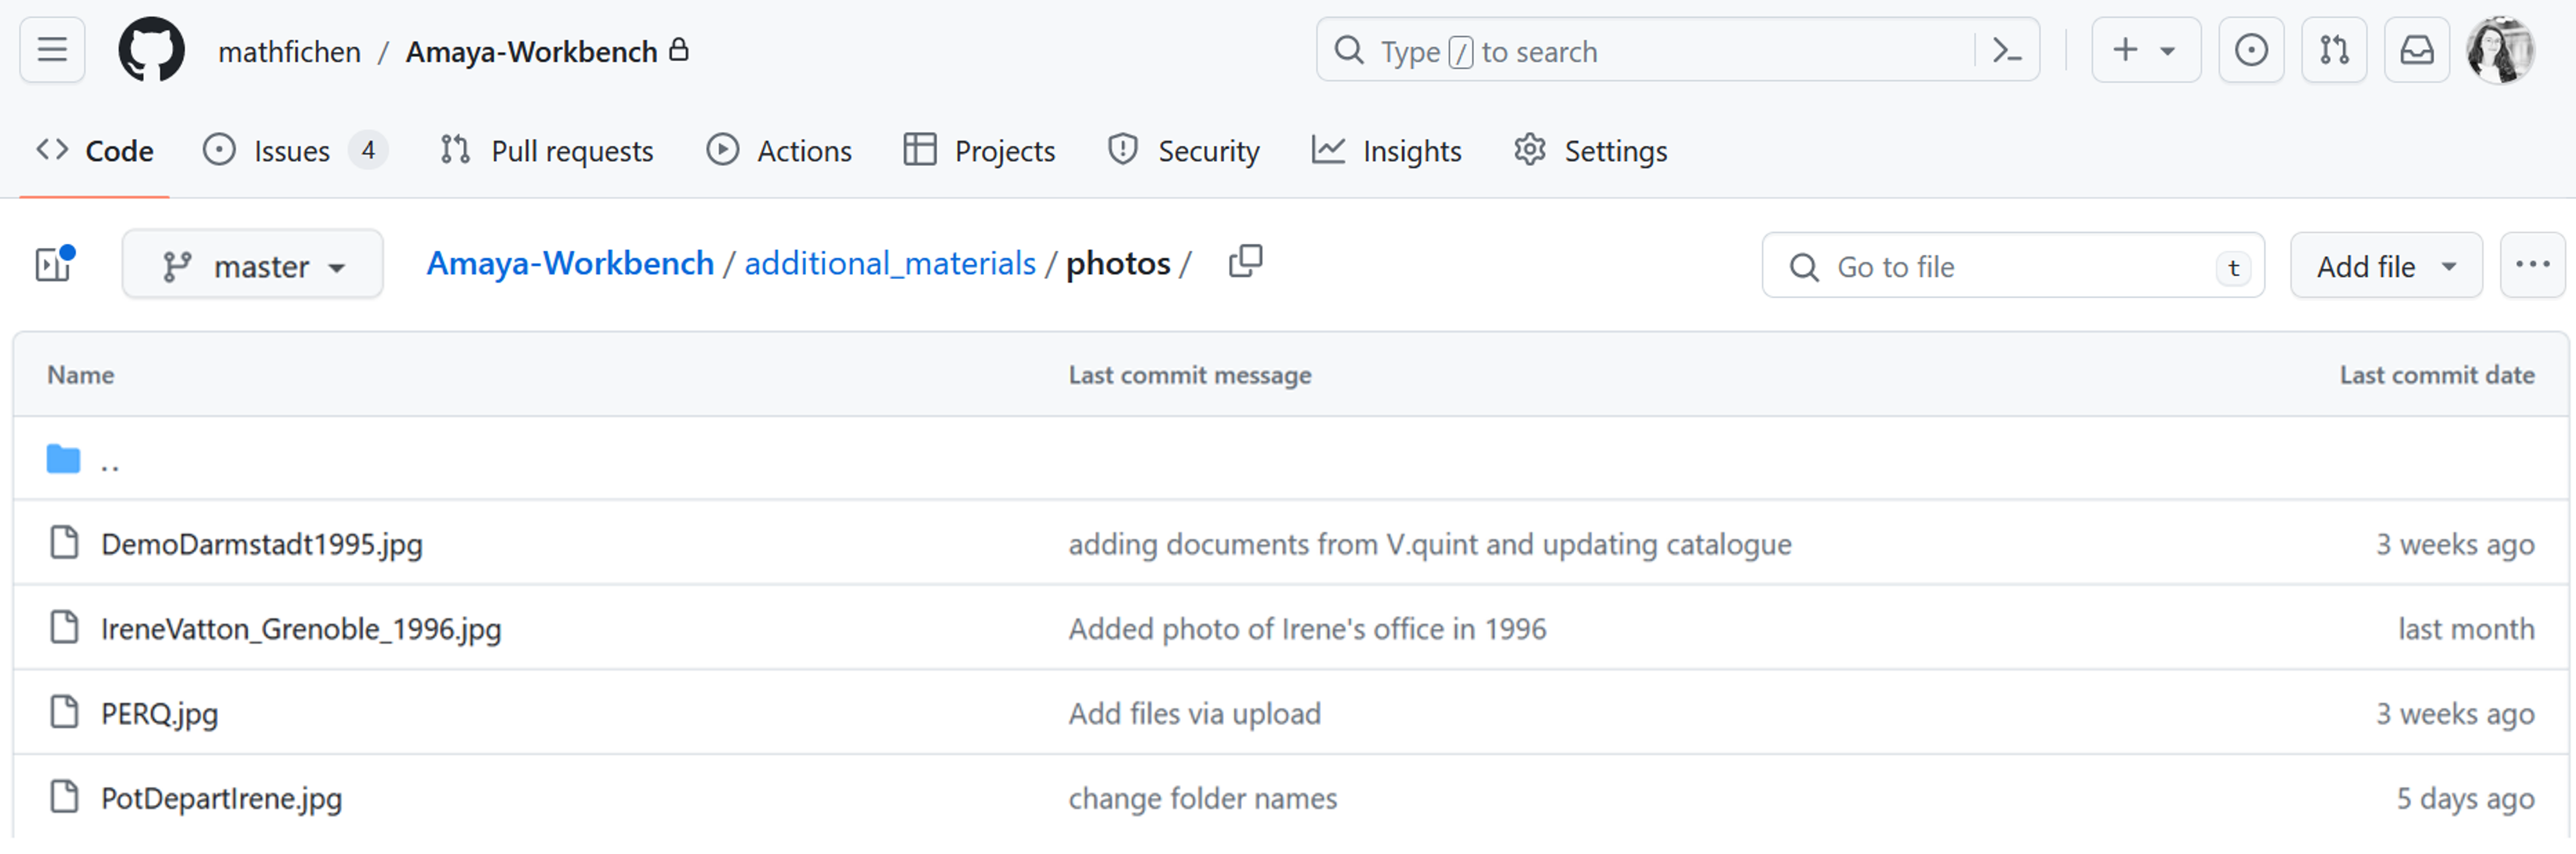 mathfichen / Amaya-Workbench
Type / to search
Code
Issues 4
Pull requests
Actions
Projects
Security
Insights
Settings
master
Amaya-Workbench / additional_materials / photos /
Go to file t
Add file
Name Last commit message Last commit date
..
DemoDarmstadt1995.jpg adding documents from V.quint and updating catalogue 3 weeks ago
IreneVatton_Grenoble_1996.jpg Added photo of Irene's office in 1996 last month
PERQ.jpg Add files via upload 3 weeks ago
PotDepartIrene.jpg change folder names 5 days ago